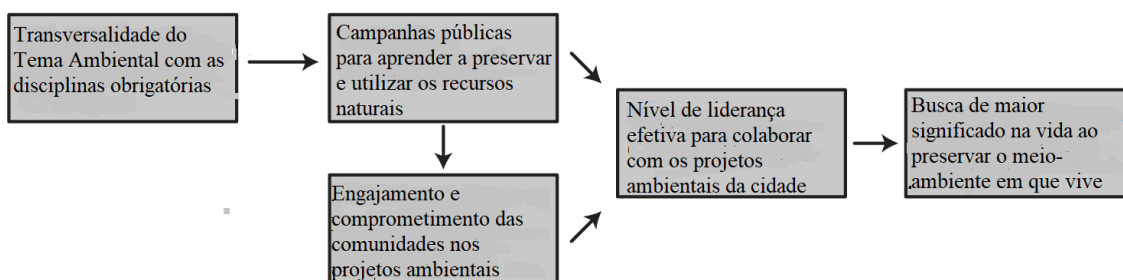 Transversalidade do
Tema Ambiental com as
disciplinas obrigatórias
Campanhas públicas
para aprender a preservar
e utilizar os recursos
naturais
Engajamento e
comprometimento das
comunidades nos
projetos ambientais
Nível de liderança
efetiva para colaborar
com os projetos
ambientais da cidade
Busca de maior
significado na vida ao
preservar o meio-
ambiente em que vive